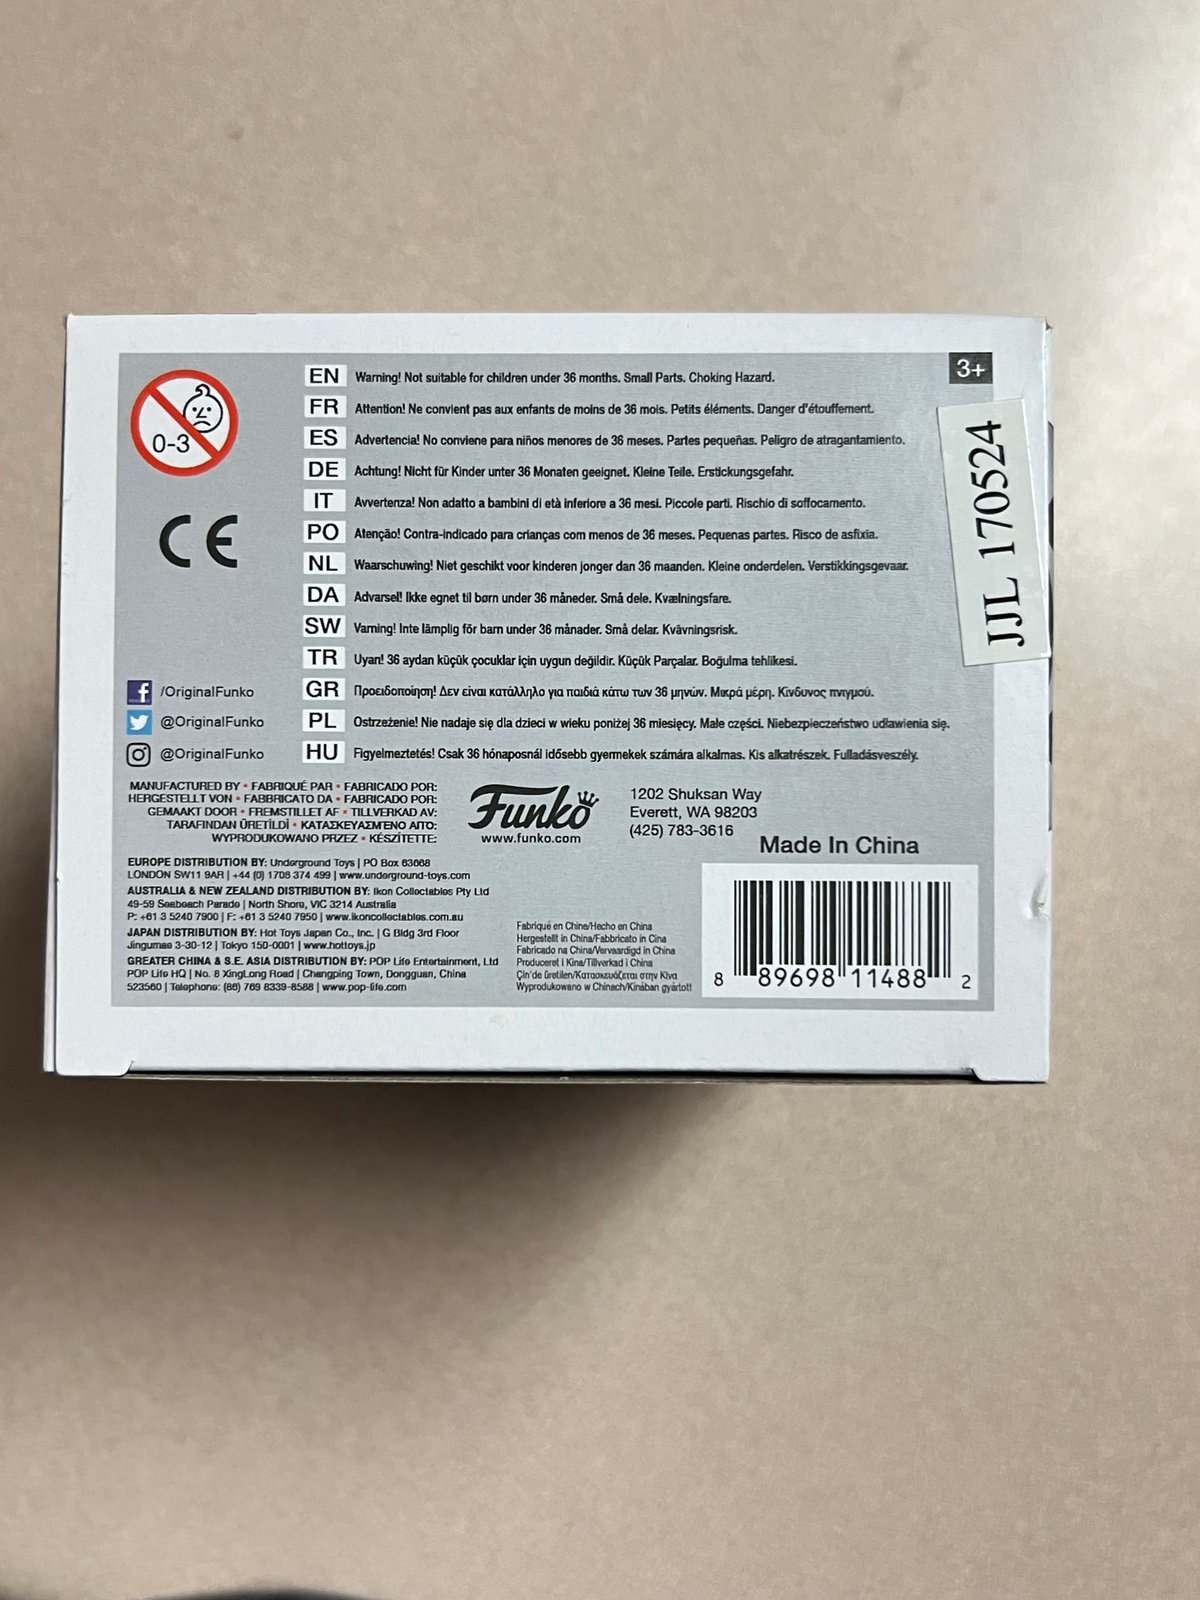 0-3
CE
3+
EN Warning! Not suitable for children under 36 months. Small Parts. Choking Hazard.
FR Attention! Ne convient pas aux enfants de moins de 36 mois. Petits éléments. Danger d'étouffement.
ES Advertencia! No conviene para niños menores de 36 meses. Partes pequeñas. Peligro de atragantamiento.
DE Achtung! Nicht für Kinder unter 36 Monaten geeignet. Kleine Teile. Erstickungsgefahr.
IT Avvertenza! Non adatto a bambini di età inferiore a 36 mesi. Piccole parti. Rischio di soffocamento.
PO Atenção! Contra-indicado para crianças com menos de 36 meses. Pequenas partes. Risco de asfixia.
NL Waarschuwing! Niet geschikt voor kinderen jonger dan 36 maanden. Kleine onderdelen. Verstikkingsgevaar.
DA Advarsel! Ikke egnet til børn under 36 måneder. Små dele. Kvælningsfare.
SW Varning! Inte lämplig för barn under 36 månader. Små delar. Kvävningsrisk.
TR Uyarı! 36 aydan küçük çocuklar için uygun değildir. Küçük Parçalar. Boğulma tehlikesi.
GR Προειδοποίηση! Δεν είναι κατάλληλο για παιδιά κάτω των 36 μηνών. Μικρά μέρη. Κίνδυνος πνιγμού.
PL Ostrzeżenie! Nie nadaje się dla dzieci w wieku poniżej 36 miesięcy. Małe części. Niebezpieczeństwo udławienia się.
HU Figyelmeztetés! Csak 36 hónaposnál idősebb gyermekek számára alkalmas. Kis alkatrészek. Fulladásveszély.
JJL 170524
f /OriginalFunko
@OriginalFunko
@OriginalFunko
MANUFACTURED BY • FABRIQUÉ PAR • FABRICADO POR:
HERGESTELLT VON • FABBRICATO DA • FABRICADO POR:
GEMAAKT DOOR • FREMSTILLET AF • TILLVERKAD AV:
TARAFINDAN ÜRETİLDİ • ΚΑΤΑΣΚΕΥΑΣΜΈΝΟ ΑΠΌ:
WYPRODUKOWANO PRZEZ • KÉSZÍTETTE:
Funko
www.funko.com
1202 Shuksan Way
Everett, WA 98203
(425) 783-3616
Made In China
EUROPE DISTRIBUTION BY: Underground Toys | PO Box 63668
LONDON SW11 9AR | +44 (0) 1708 374 499 | www.underground-toys.com
AUSTRALIA & NEW ZEALAND DISTRIBUTION BY: Ikon Collectables Pty Ltd
49-59 Seabeach Parade | North Shore, VIC 3214 Australia
P: +61 3 5240 7900 | F: +61 3 5240 7950 | www.ikoncollectables.com.au
JAPAN DISTRIBUTION BY: Hot Toys Japan Co., Inc. | G Bldg 3rd Floor
Jingumae 3-30-12 | Tokyo 150-0001 | www.hottoys.jp
GREATER CHINA & S.E. ASIA DISTRIBUTION BY: POP Life Entertainment, Ltd
POP Life HQ | No. 8 XingLong Road | Changping Town, Dongguan, China
523560 | Telephone: (86) 769 8339-8588 | www.pop-life.com
Fabriqué en Chine/Hecho en China
Hergestellt in China/Fabbricato in Cina
Fabricado na China/Vervaardigd in China
Produceret i Kina/Tillverkad i China
Çin'de üretilen/Κατασκευάζεται στην Κίνα
Wyprodukowano w Chinach/Kínában gyártott
8 89698 11488 2